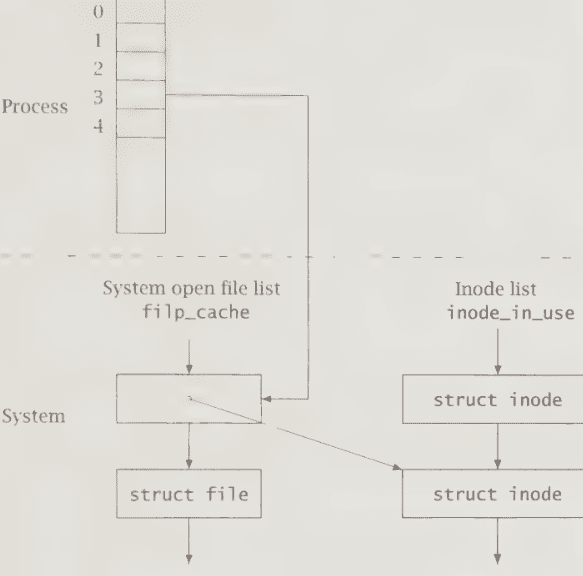 0
1
2
Process 3
4
System open file list
filp_cache
Inode list
inode_in_use
System
struct inode
struct file
struct inode